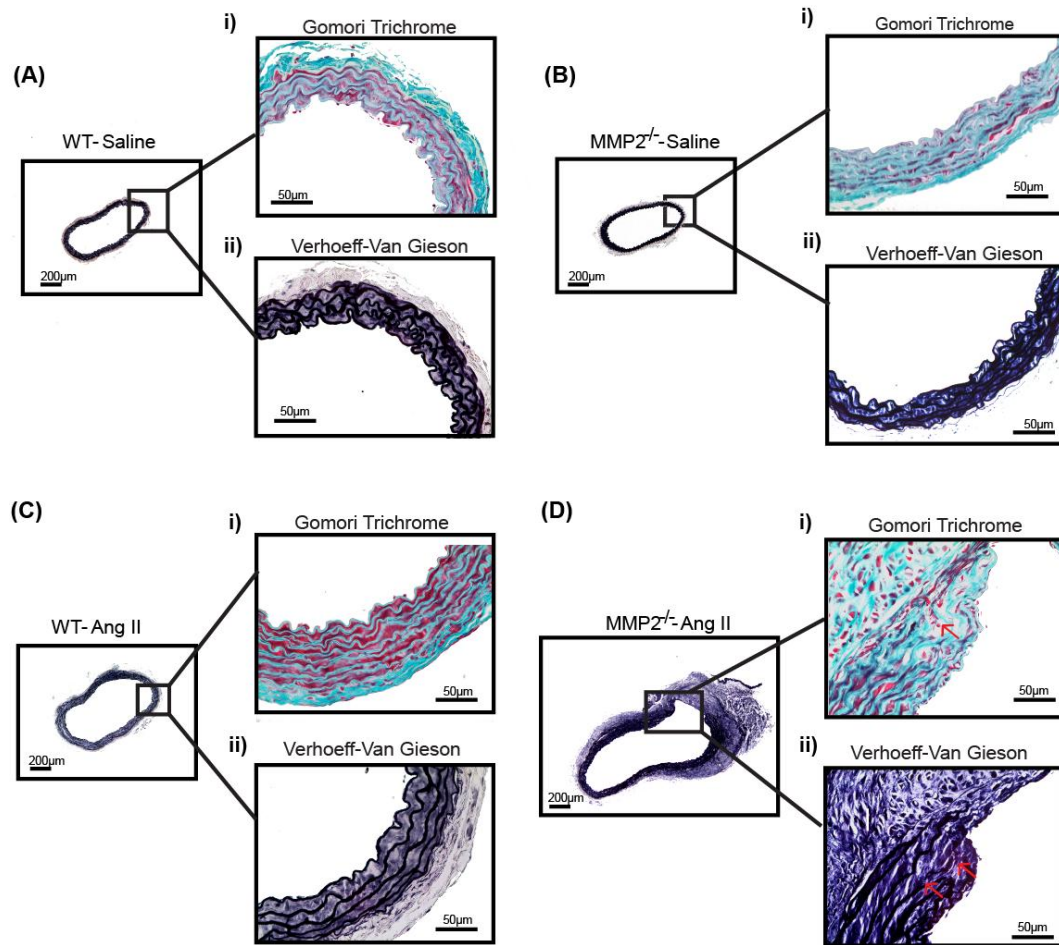 (A)
WT- Saline
200µm
i)
Gomori Trichrome
50µm
ii)
Verhoeff-Van Gieson
50µm
(B)
MMP2-/--Saline
200µm
i)
Gomori Trichrome
50µm
ii)
Verhoeff-Van Gieson
50µm
(C)
WT- Ang II
200µm
i)
Gomori Trichrome
50µm
ii)
Verhoeff-Van Gieson
50µm
(D)
MMP2-/--Ang II
200µm
i)
Gomori Trichrome
50µm
ii)
Verhoeff-Van Gieson
50µm